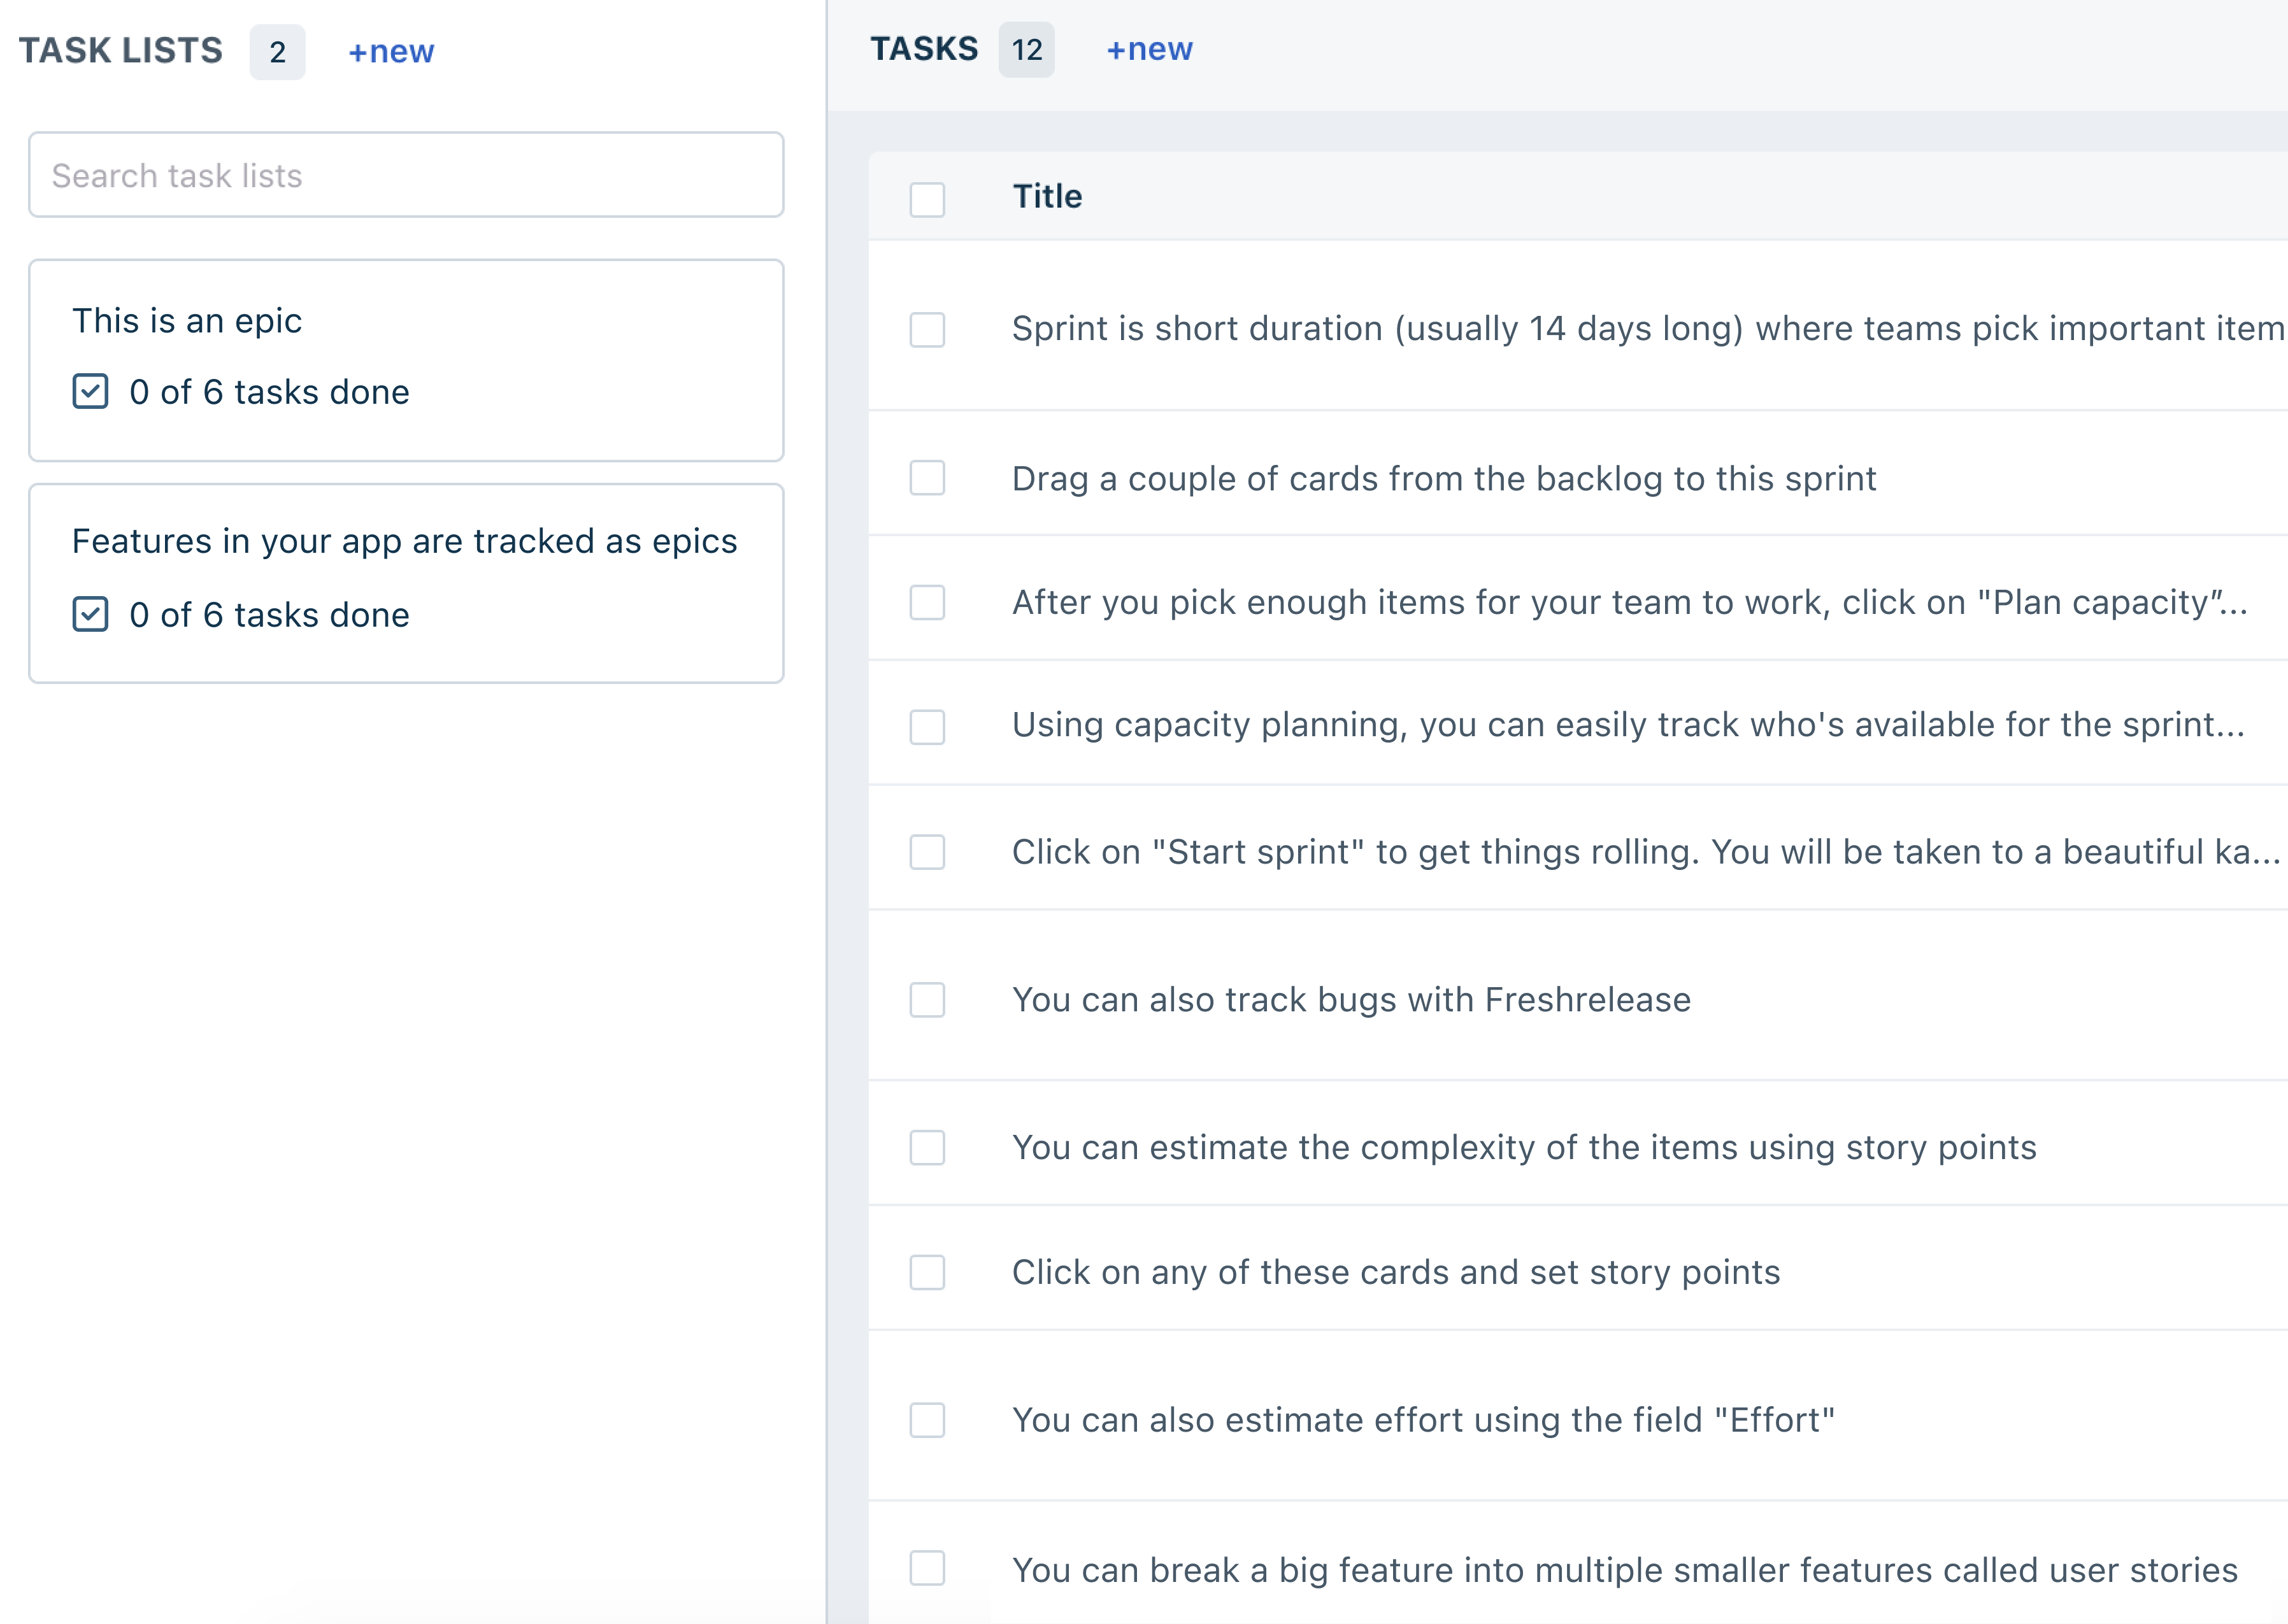 TASK LISTS 2 +new
Search task lists
This is an epic
0 of 6 tasks done
Features in your app are tracked as epics
0 of 6 tasks done
TASKS 12 +new
Title
Sprint is short duration (usually 14 days long) where teams pick important item
Drag a couple of cards from the backlog to this sprint
After you pick enough items for your team to work, click on "Plan capacity”...
Using capacity planning, you can easily track who's available for the sprint...
Click on "Start sprint" to get things rolling. You will be taken to a beautiful ka...
You can also track bugs with Freshrelease
You can estimate the complexity of the items using story points
Click on any of these cards and set story points
You can also estimate effort using the field "Effort"
You can break a big feature into multiple smaller features called user stories